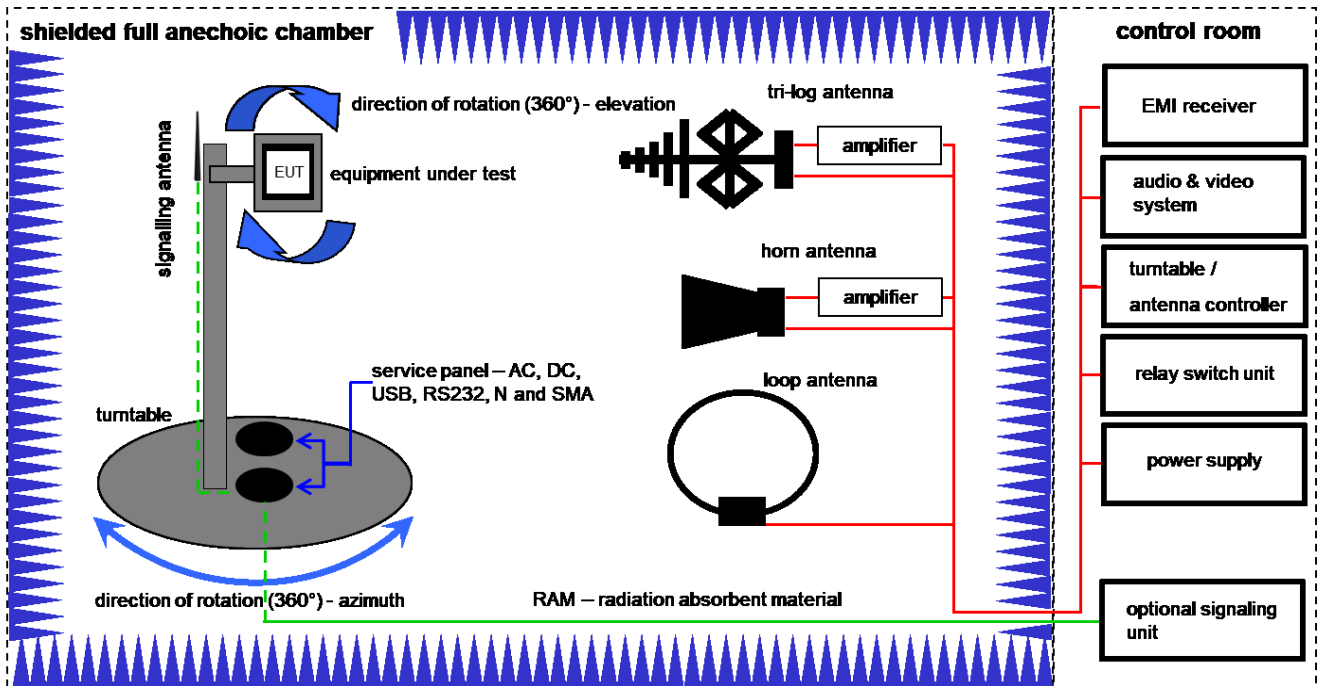 shielded full anechoic chamber
control room
direction of rotation (360°) - elevation
tri-log antenna
EMI receiver
signalling antenna
EUT
equipment under test
amplifier
audio & video
system
horn antenna
amplifier
turntable /
antenna controller
service panel – AC, DC,
USB, RS232, N and SMA
loop antenna
relay switch unit
turntable
power supply
direction of rotation (360°) - azimuth
RAM – radiation absorbent material
optional signaling
unit